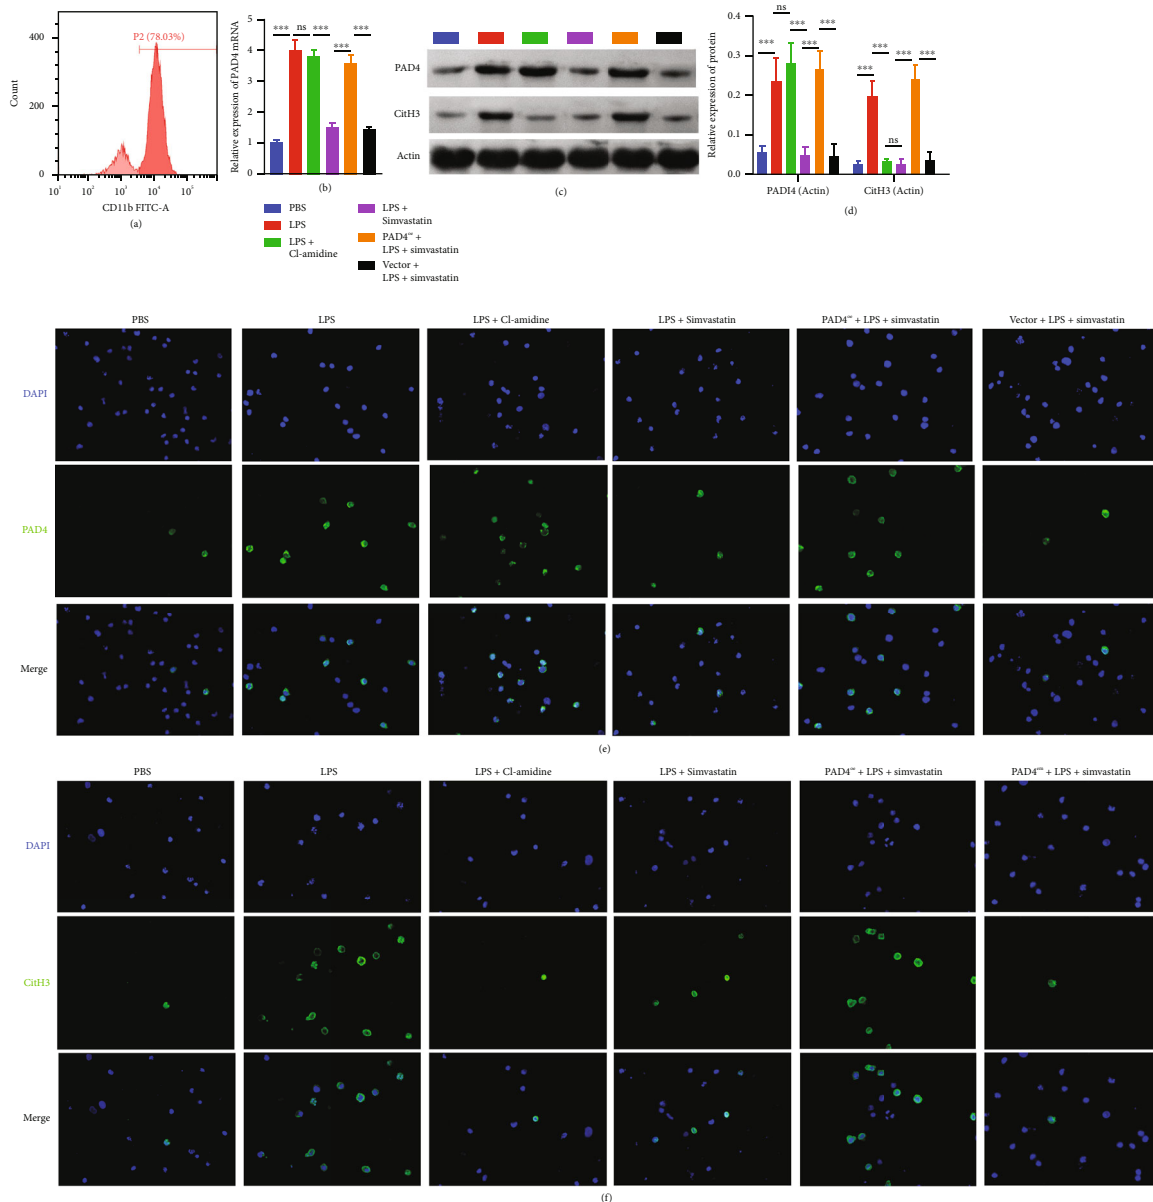 P2 (78.03%)
400
200
0
Count
10¹ 10² 10³ 10⁴ 10⁵
CD11b FITC-A
(a)
*** ns *** *** ***
5
4
3
2
1
0
Relative expression of PAD4 mRNA
(b)
PAD4
CitH3
Actin
(c)
ns
*** *** *** ***
*** *** *** ***
ns
0.4
0.3
0.2
0.1
0.0
Relative expression of protein
PADI4 (Actin) CitH3 (Actin)
(d)
PBS
LPS
LPS +
Cl-amidine
LPS +
Simvastatin
PAD4 +
LPS + simvastatin
Vector +
LPS + simvastatin
PBS LPS LPS + Cl-amidine LPS + Simvastatin PAD4 + LPS + simvastatin Vector + LPS + simvastatin
DAPI
PAD4
Merge
(e)
PBS LPS LPS + Cl-amidine LPS + Simvastatin PAD4 + LPS + simvastatin PAD4 + LPS + simvastatin
DAPI
CitH3
Merge
(f)